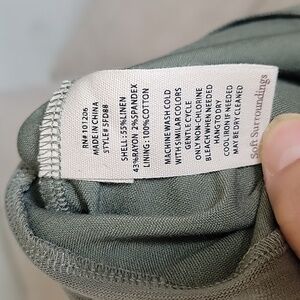 RN# 101206
MADE IN CHINA
STYLE# 5FD88
SHELL: 55%LINEN
43%RAYON 2%SPANDEX
LINING: 100%COTTON
MACHINE WASH COLD
WITH SIMILAR COLORS
GENTLE CYCLE
ONLY NON-CHLORINE
BLEACH WHEN NEEDED
HANG TO DRY
COOL IRON IF NEEDED
MAY BE DRY CLEANED
Soft Surroundings